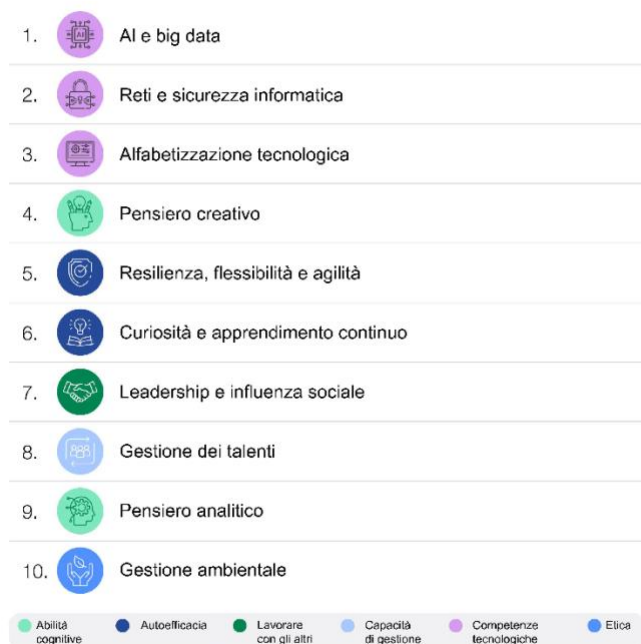 1. AI e big data
2. Reti e sicurezza informatica
3. Alfabetizzazione tecnologica
4. Pensiero creativo
5. Resilienza, flessibilità e agilità
6. Curiosità e apprendimento continuo
7. Leadership e influenza sociale
8. Gestione dei talenti
9. Pensiero analitico
10. Gestione ambientale
Abilità cognitive
Autoefficacia
Lavorare con gli altri
Capacità di gestione
Competenze tecnologiche
Etica